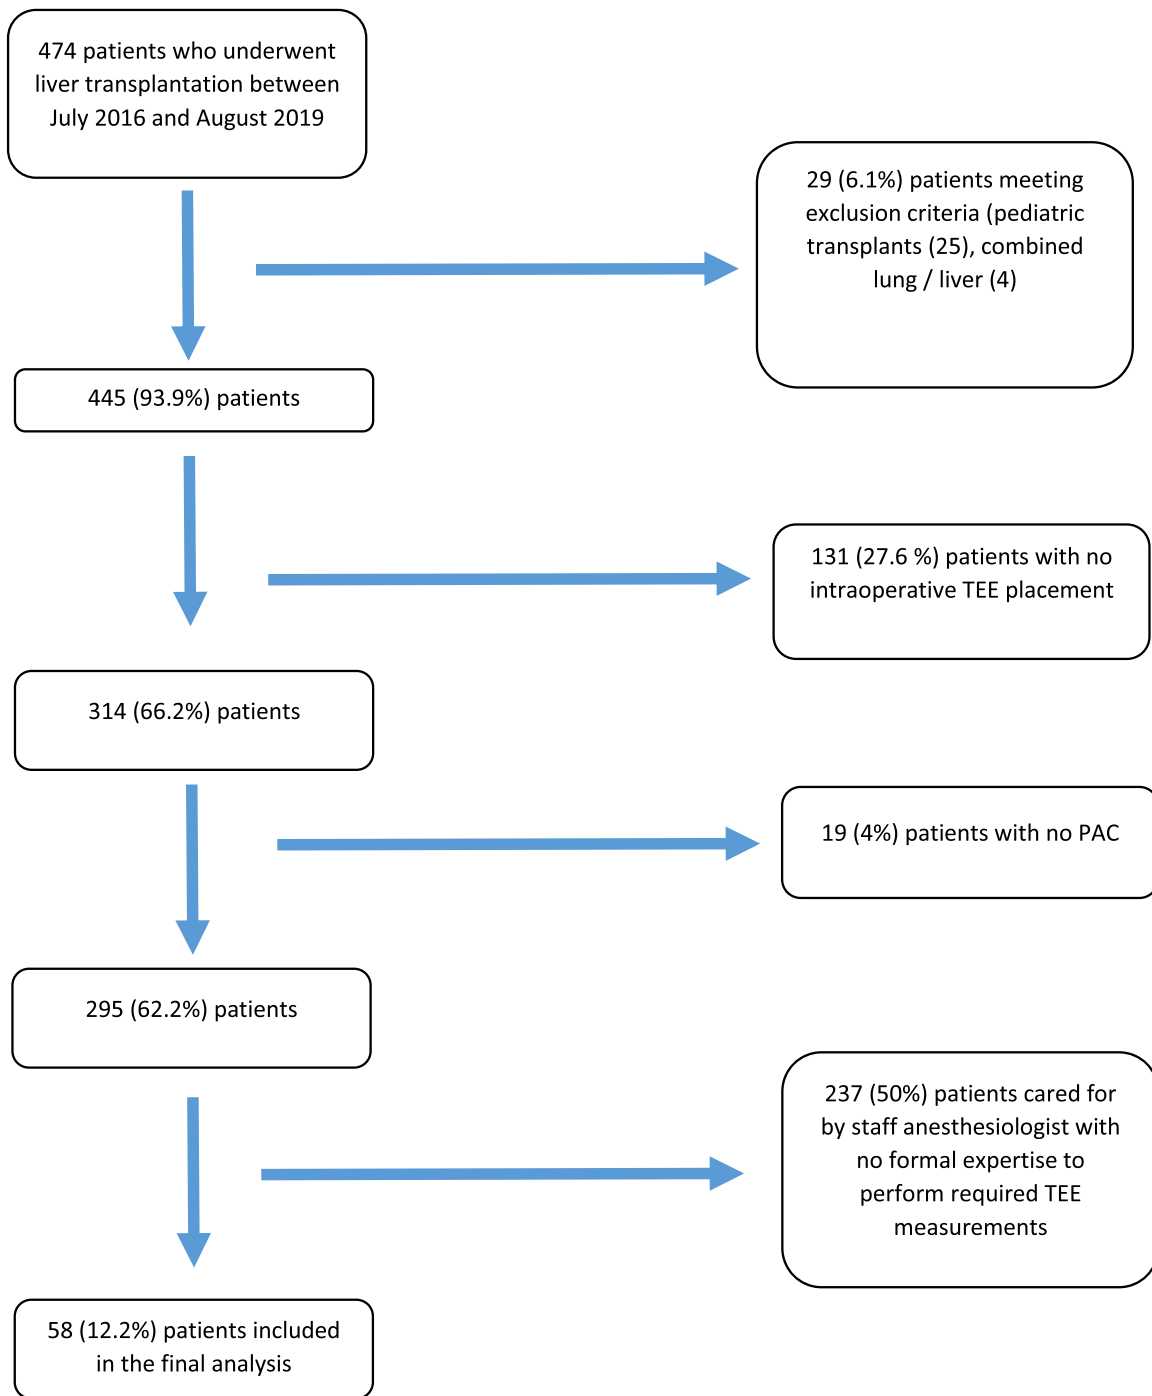 474 patients who underwent
liver transplantation between
July 2016 and August 2019
29 (6.1%) patients meeting
exclusion criteria (pediatric
transplants (25), combined
lung / liver (4)
445 (93.9%) patients
131 (27.6 %) patients with no
intraoperative TEE placement
314 (66.2%) patients
19 (4%) patients with no PAC
295 (62.2%) patients
237 (50%) patients cared for
by staff anesthesiologist with
no formal expertise to
perform required TEE
measurements
58 (12.2%) patients included
in the final analysis